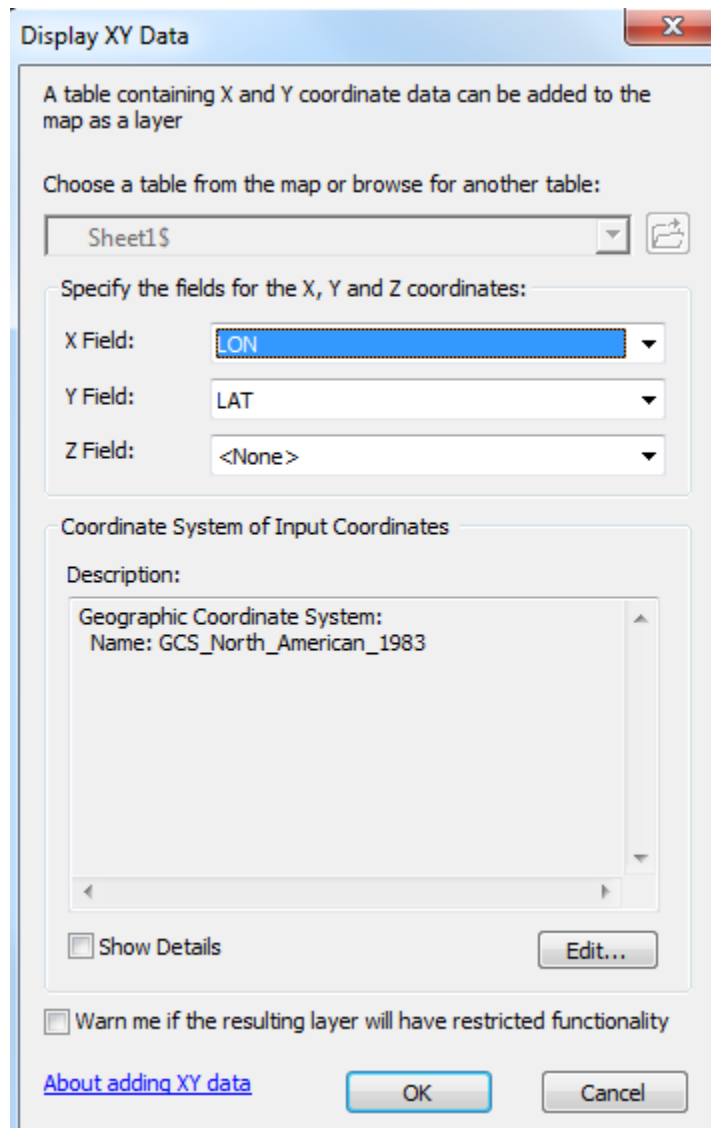 Display XY Data
A table containing X and Y coordinate data can be added to the
map as a layer
Choose a table from the map or browse for another table:
Sheet1$
Specify the fields for the X, Y and Z coordinates:
X Field:
LON
Y Field:
LAT
Z Field:
<None>
Coordinate System of Input Coordinates
Description:
Geographic Coordinate System:
Name: GCS_North_American_1983
Show Details
Edit...
Warn me if the resulting layer will have restricted functionality
About adding XY data
OK
Cancel